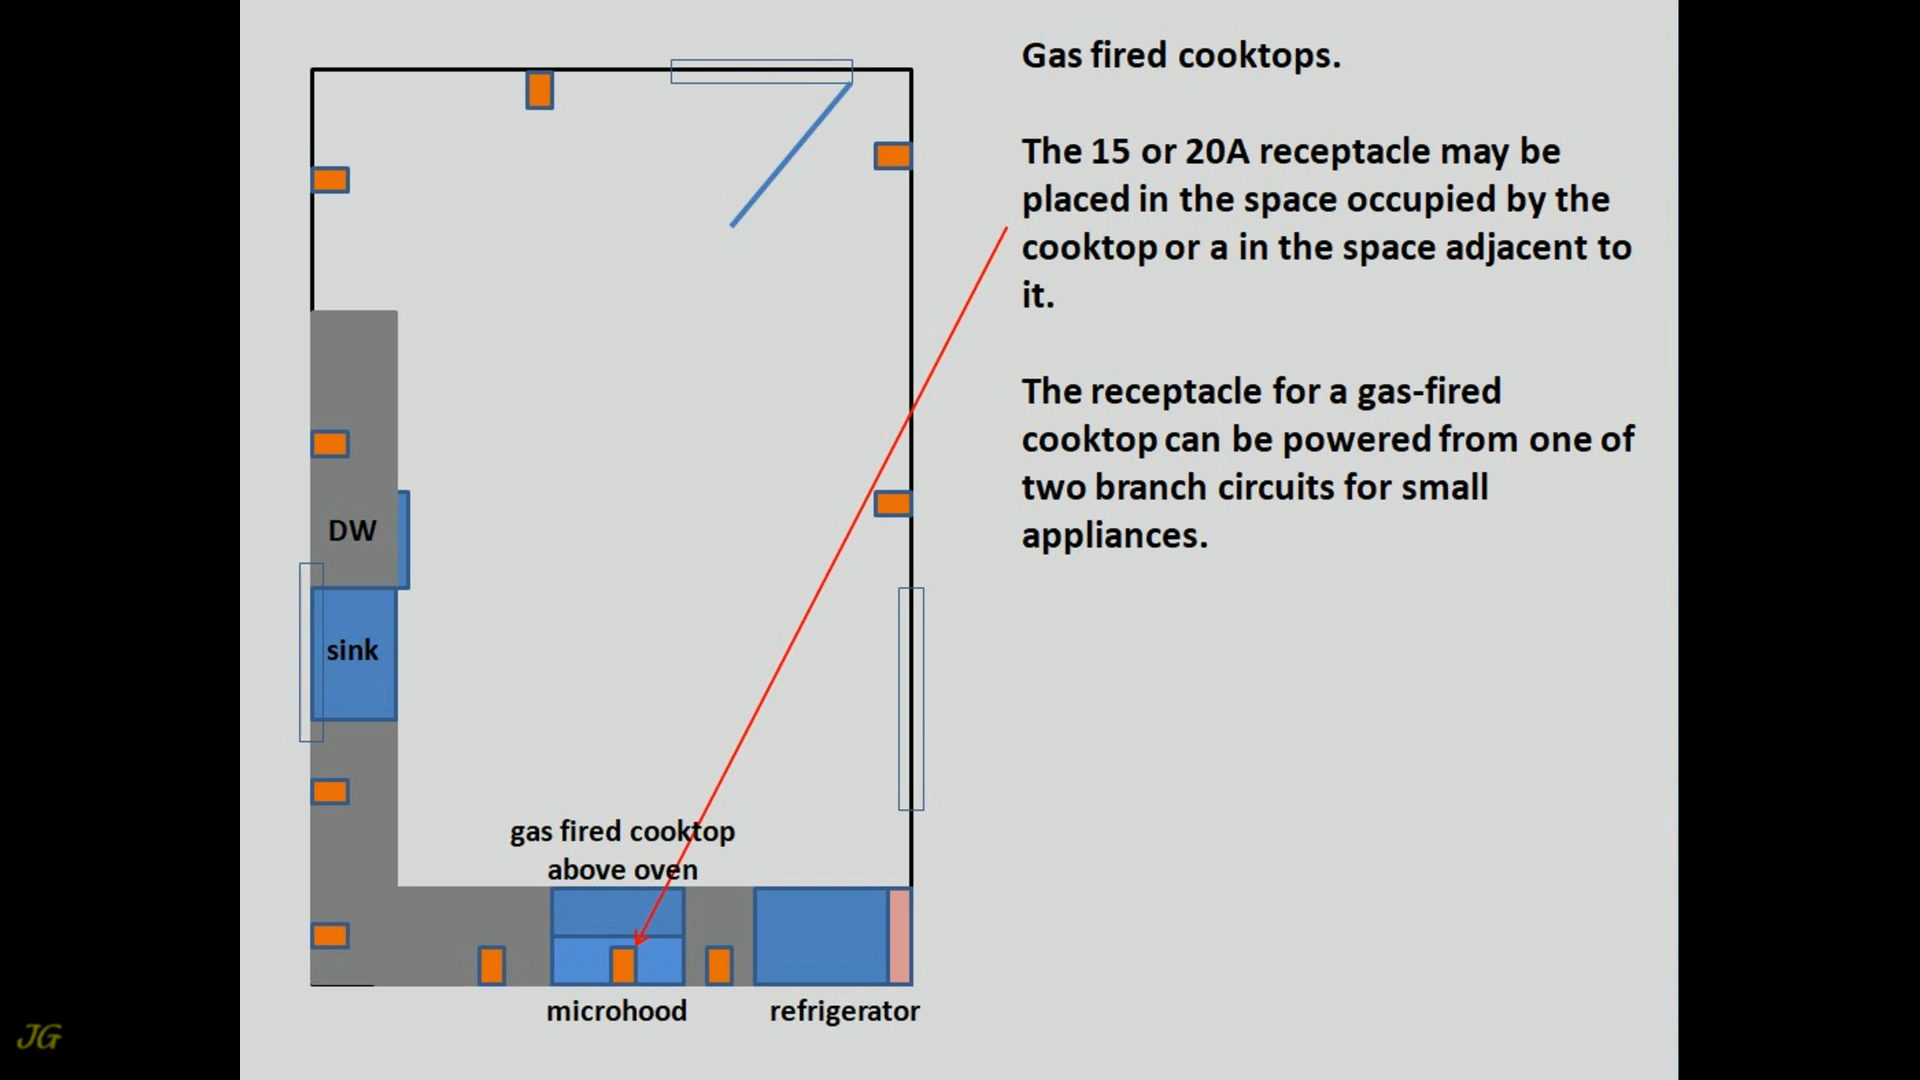 Gas fired cooktops.
The 15 or 20A receptacle may be
placed in the space occupied by the
cooktop or a in the space adjacent to
it.
The receptacle for a gas-fired
cooktop can be powered from one of
two branch circuits for small
appliances.
DW
sink
gas fired cooktop
above oven
microhood
refrigerator
JG